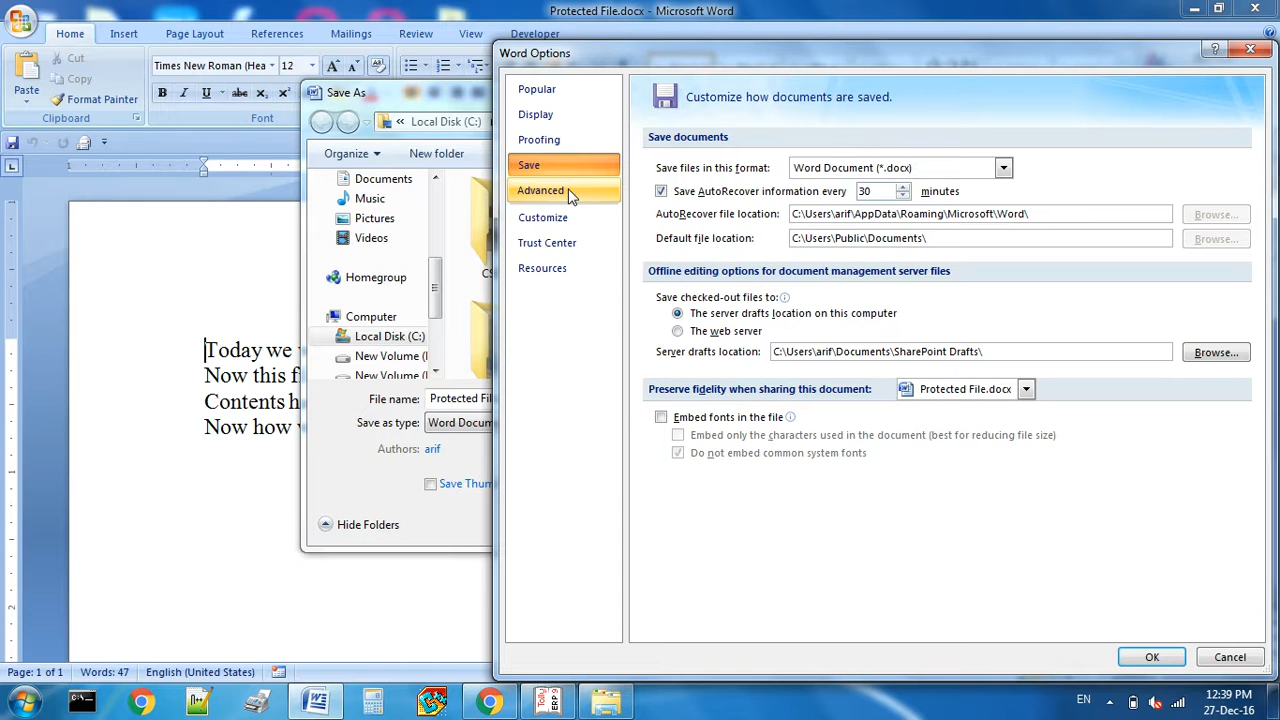 Protected File.docx - Microsoft Word
Home Insert Page Layout References Mailings Review View Developer
Cut
Copy
Format Painter
Paste
Clipboard
Times New Roman (Hea 12
Font
Save As
Local Disk (C:)
Organize New folder
Documents
Music
Pictures
Videos
Homegroup
Computer
Local Disk (C:)
New Volume (
New Volume (
File name: Protected Fil
Save as type: Word Docum
Authors: arif
Save Thum
Hide Folders
Today we
Now this f
Contents h
Now how
Word Options
Popular
Display
Proofing
Save
Advanced
Customize
Trust Center
Resources
Customize how documents are saved.
Save documents
Save files in this format: Word Document (*.docx)
Save AutoRecover information every 30 minutes
AutoRecover file location: C:\Users\arif\AppData\Roaming\Microsoft\Word\ Browse...
Default file location: C:\Users\Public\Documents\ Browse...
Offline editing options for document management server files
Save checked-out files to:
The server drafts location on this computer
The web server
Server drafts location: C:\Users\arif\Documents\SharePoint Drafts\ Browse...
Preserve fidelity when sharing this document: Protected File.docx
Embed fonts in the file
Embed only the characters used in the document (best for reducing file size)
Do not embed common system fonts
OK Cancel
Page: 1 of 1 Words: 47 English (United States)
EN 12:39 PM
27-Dec-16